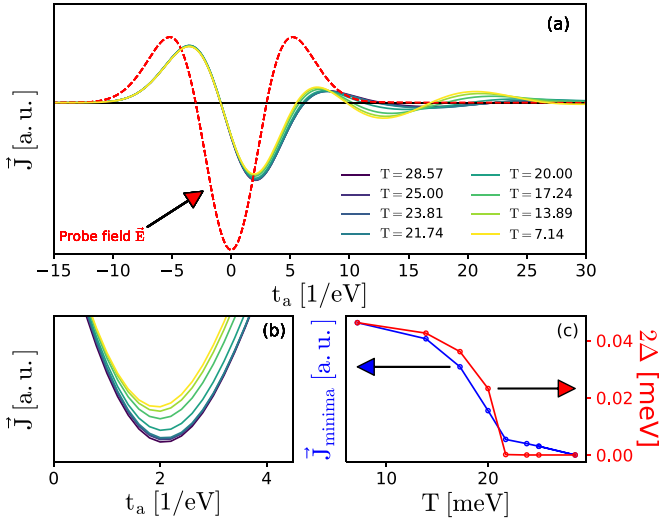 (a)
J⃗ [a. u.]
Probe field E⃗
T = 28.57
T = 25.00
T = 23.81
T = 21.74
T = 20.00
T = 17.24
T = 13.89
T = 7.14
−15 −10 −5 0 5 10 15 20 25 30
t_a [1/eV]
(b)
J⃗ [a. u.]
0 2 4
t_a [1/eV]
(c)
J⃗_minima [a. u.]
0.04
0.02
0.00
2Δ [meV]
10 20
T [meV]